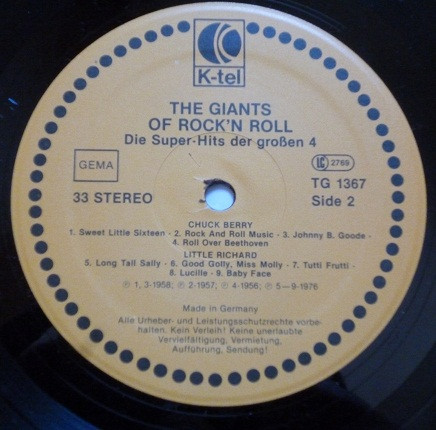 K-tel
THE GIANTS
OF ROCK'N ROLL
Die Super-Hits der großen 4
GEMA
LC 2769
TG 1367
33 STEREO
Side 2
CHUCK BERRY
1. Sweet Little Sixteen - 2. Rock And Roll Music - 3. Johnny B. Goode -
4. Roll Over Beethoven
LITTLE RICHARD
5. Long Tall Sally - 6. Good Golly, Miss Molly - 7. Tutti Frutti -
8. Lucille - 9. Baby Face
℗ 1, 3-1958; ℗ 2-1957; ℗ 4-1956; ℗ 5-9-1976
Made in Germany
Alle Urheber- und Leistungsschutzrechte vorbe-
halten. Kein Verleih! Keine unerlaubte
Vervielfältigung, Vermietung,
Aufführung, Sendung!